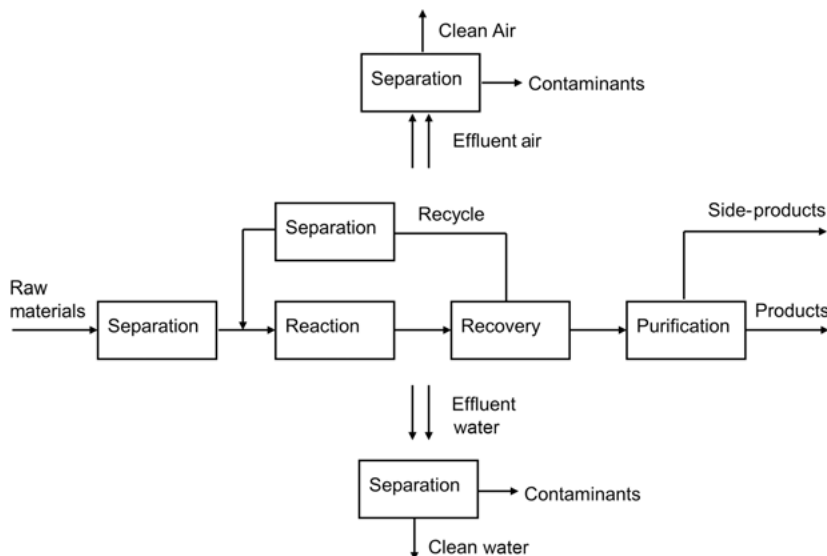 Clean Air
Separation
Contaminants
Effluent air
Separation
Recycle
Side-products
Raw
materials
Separation
Reaction
Recovery
Purification
Products
Effluent
water
Separation
Contaminants
Clean water